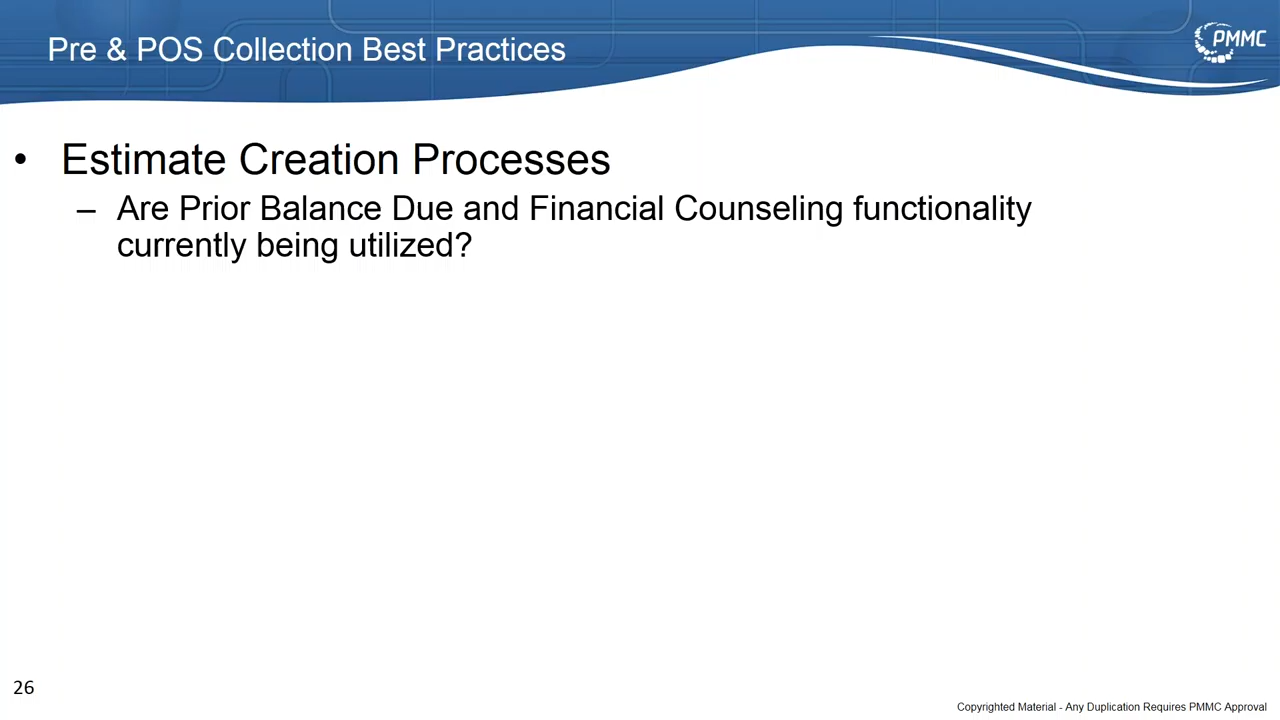 Pre & POS Collection Best Practices
PMMC
• Estimate Creation Processes
– Are Prior Balance Due and Financial Counseling functionality
currently being utilized?
26
Copyrighted Material - Any Duplication Requires PMMC Approval